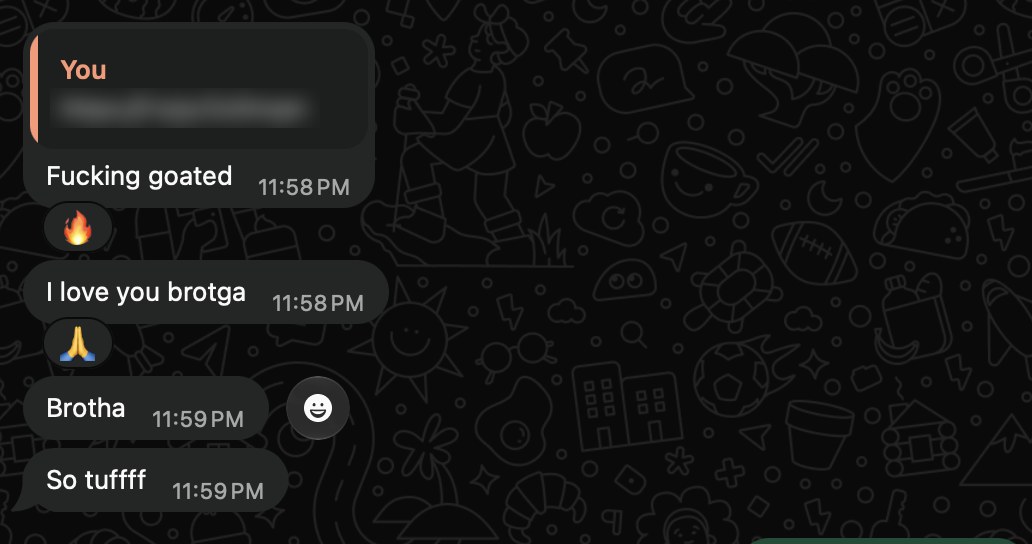 You
Fucking goated 11:58 PM
🔥
I love you brotga 11:58 PM
🙏
Brotha 11:59 PM
So tuffff 11:59 PM